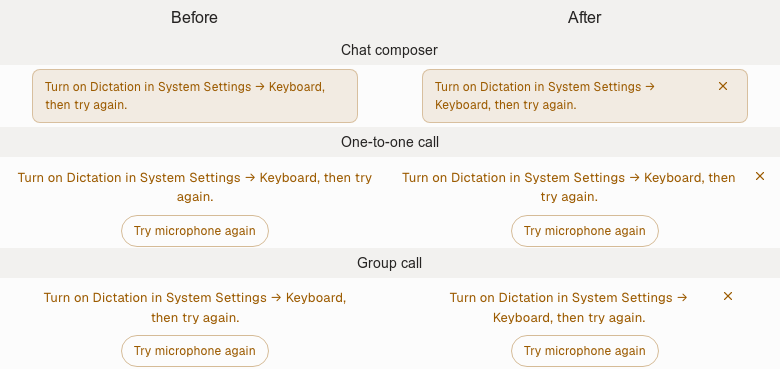 Before
After
Chat composer
Turn on Dictation in System Settings → Keyboard,
then try again.
Turn on Dictation in System Settings →
Keyboard, then try again.
×
One-to-one call
Turn on Dictation in System Settings → Keyboard, then try
again.
Try microphone again
Turn on Dictation in System Settings → Keyboard, then
try again.
×
Try microphone again
Group call
Turn on Dictation in System Settings → Keyboard,
then try again.
Try microphone again
Turn on Dictation in System Settings →
Keyboard, then try again.
×
Try microphone again